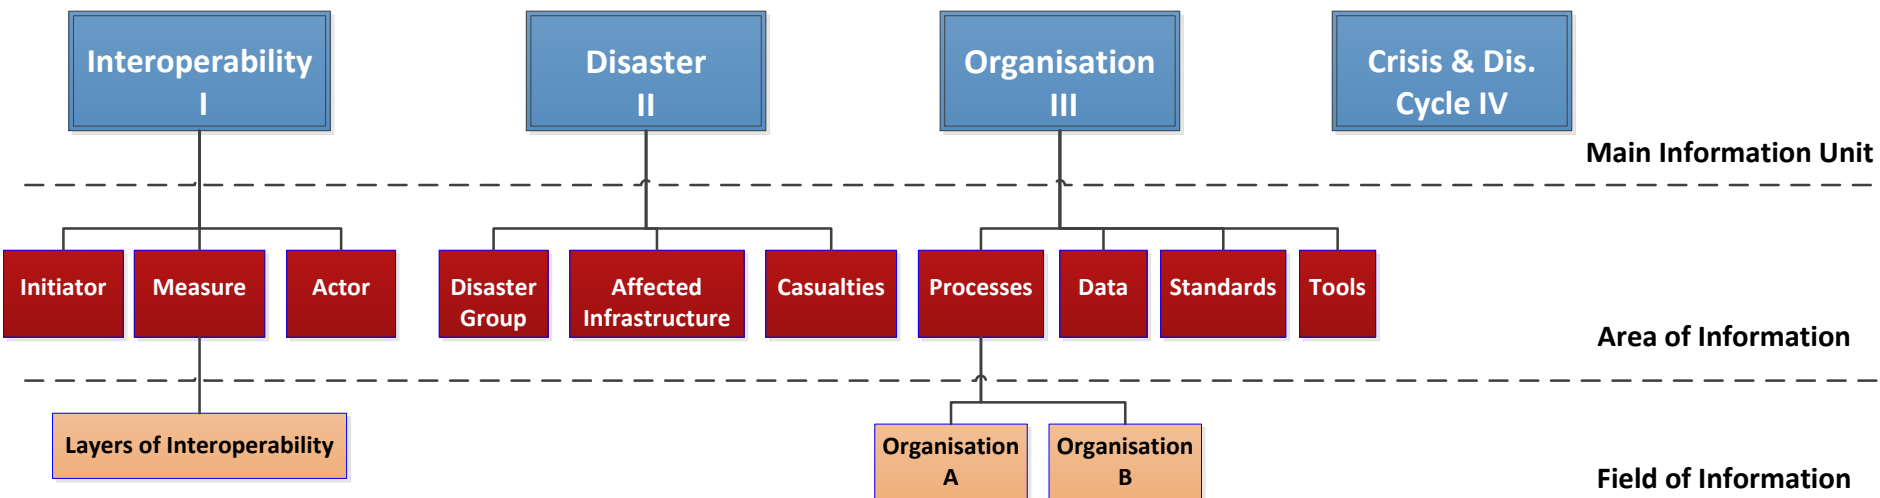 Interoperability
I
Disaster
II
Organisation
III
Crisis & Dis.
Cycle IV
Main Information Unit
Initiator
Measure
Actor
Disaster
Group
Affected
Infrastructure
Casualties
Processes
Data
Standards
Tools
Area of Information
Layers of Interoperability
Organisation
A
Organisation
B
Field of Information